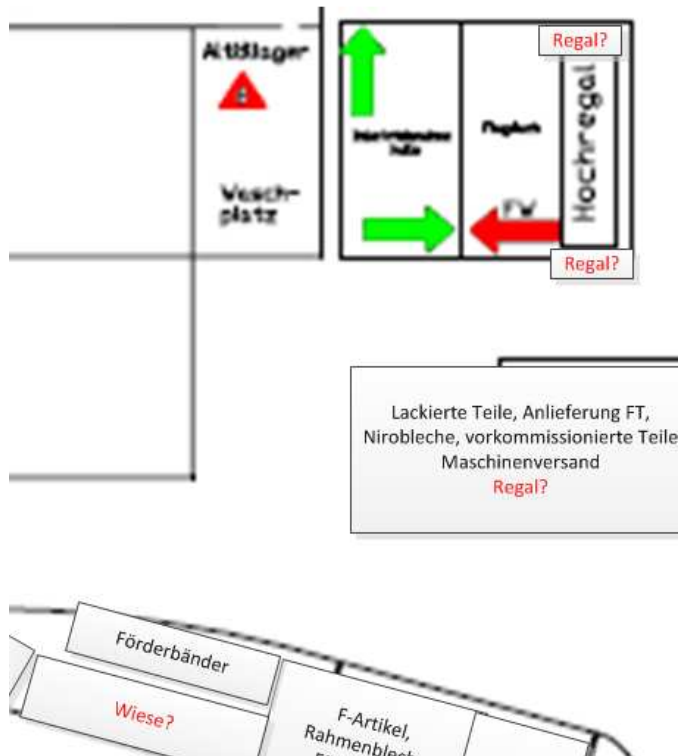 Regal?
Altöllager
Hochregal
Wasch-
platz
FW
Regal?
Lackierte Teile, Anlieferung FT,
Nirobleche, vorkommissionierte Teile
Maschinenversand
Regal?
Förderbänder
Wiese?
F-Artikel,
Rahmenblech